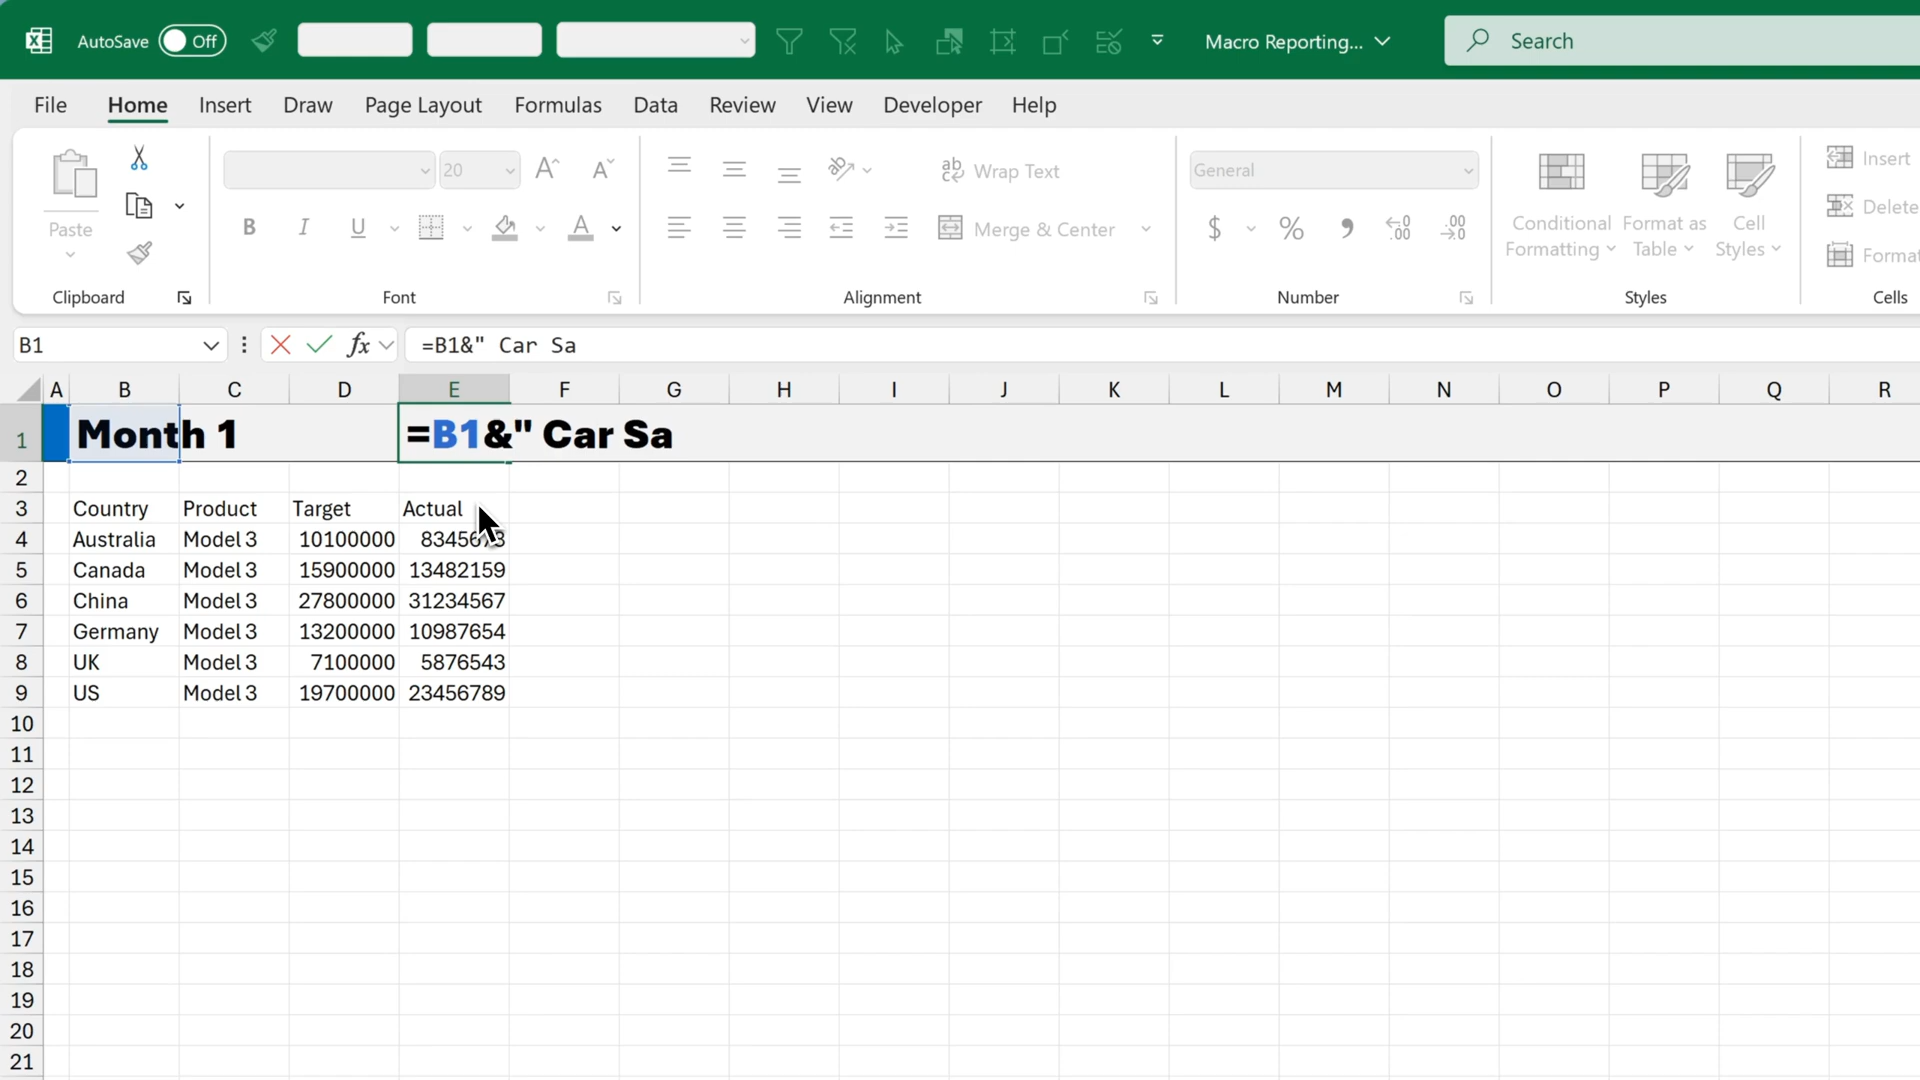 AutoSave Off Macro Reporting... Search
File Home Insert Draw Page Layout Formulas Data Review View Developer Help
Paste
20
Wrap Text
Merge & Center
General
Conditional Formatting
Format as Table
Cell Styles
Insert
Delete
Format
Clipboard Font Alignment Number Styles Cells
B1 fx =B1&" Car Sa
A B C D E F G H I J K L M N O P Q R
1 Month 1 =B1&" Car Sa
2
3 Country Product Target Actual
4 Australia Model 3 10100000
5 Canada Model 3 15900000 13482159
6 China Model 3 27800000 31234567
7 Germany Model 3 13200000 10987654
8 UK Model 3 7100000 5876543
9 US Model 3 19700000 23456789
10
11
12
13
14
15
16
17
18
19
20
21